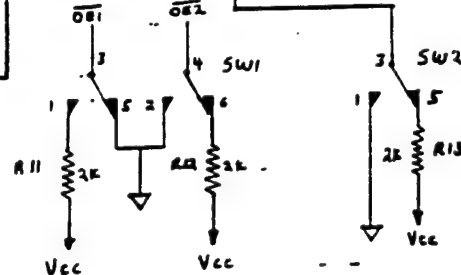 OE1 OE2
3 4 SW1 3 SW2
1 5 2 6 1 5
R11 2K R12 2K 2K R13
Vcc Vcc Vcc